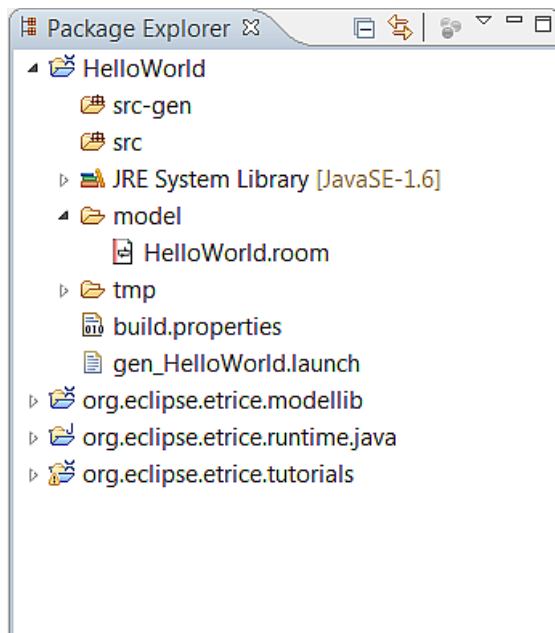 Package Explorer
HelloWorld
src-gen
src
JRE System Library [JavaSE-1.6]
model
HelloWorld.room
tmp
build.properties
gen_HelloWorld.launch
org.eclipse.etrice.modellib
org.eclipse.etrice.runtime.java
org.eclipse.etrice.tutorials